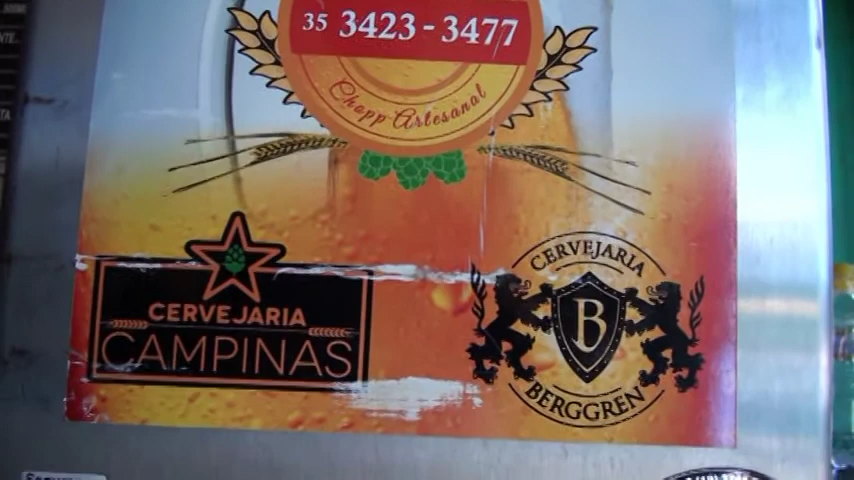 35 3423-3477
Chopp Artesanal
CERVEJARIA
CAMPINAS
CERVEJARIA
B
BERGGREN